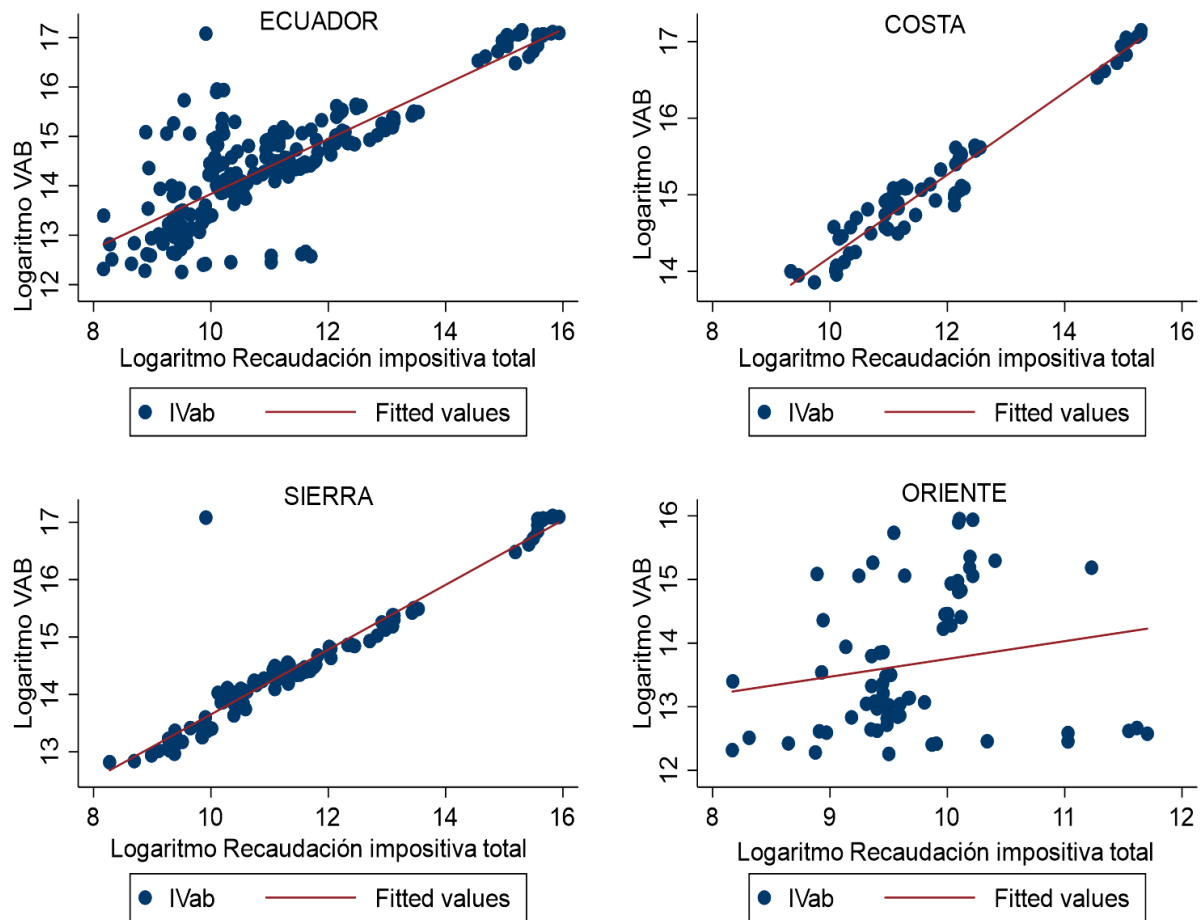 ECUADOR
Logaritmo VAB
17
16
15
14
13
12
8
10
12
14
16
Logaritmo Recaudación impositiva total
lVab
Fitted values
COSTA
Logaritmo VAB
17
16
15
14
8
10
12
14
16
Logaritmo Recaudación impositiva total
lVab
Fitted values
SIERRA
Logaritmo VAB
17
16
15
14
13
8
10
12
14
16
Logaritmo Recaudación impositiva total
lVab
Fitted values
ORIENTE
Logaritmo VAB
16
15
14
13
12
8
9
10
11
12
Logaritmo Recaudación impositiva total
lVab
Fitted values